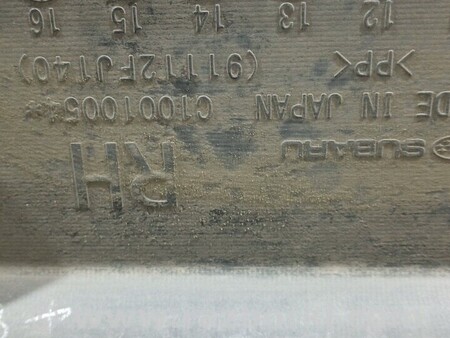 SUBARU RH
DE IN JAPAN C1001005
>PP< (91112FJ140)
12 13 14 15 16